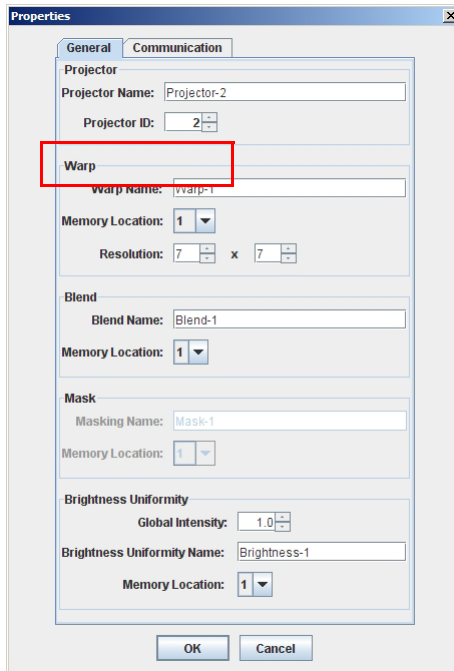 Properties
General Communication
Projector
Projector Name: Projector-2
Projector ID: 2
Warp
Warp Name: Warp-1
Memory Location: 1
Resolution: 7 x 7
Blend
Blend Name: Blend-1
Memory Location: 1
Mask
Masking Name: Mask-1
Memory Location: 1
Brightness Uniformity
Global Intensity: 1.0
Brightness Uniformity Name: Brightness-1
Memory Location: 1
OK Cancel